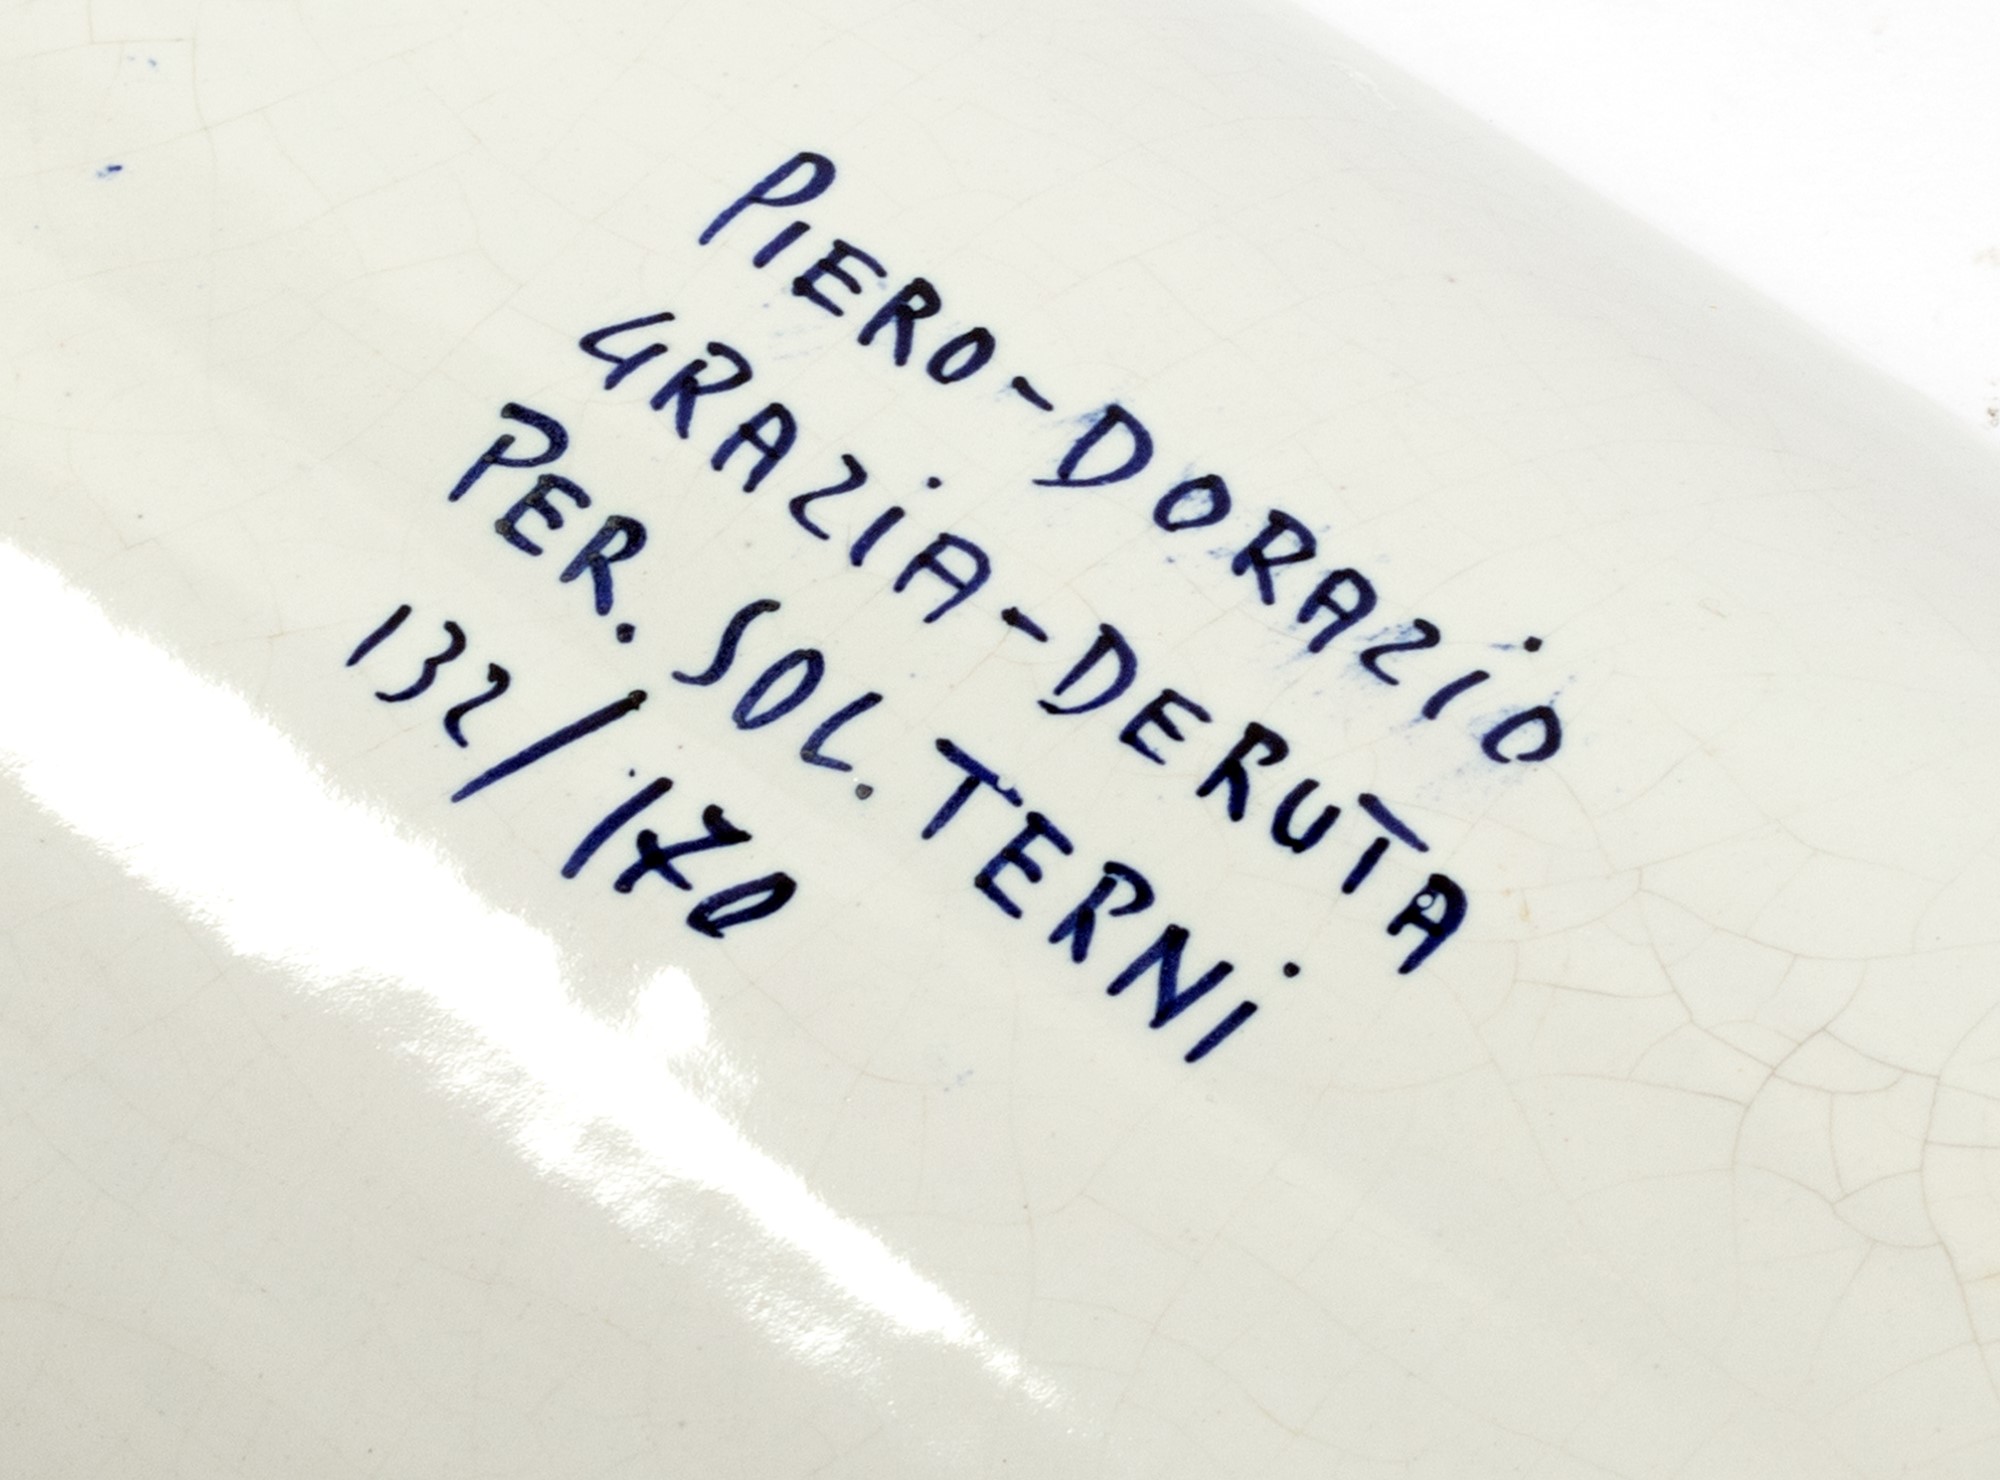 PIERO-DORAZiO
GRAZiA-DERUTA
PER. SOL. TERNi
132/170